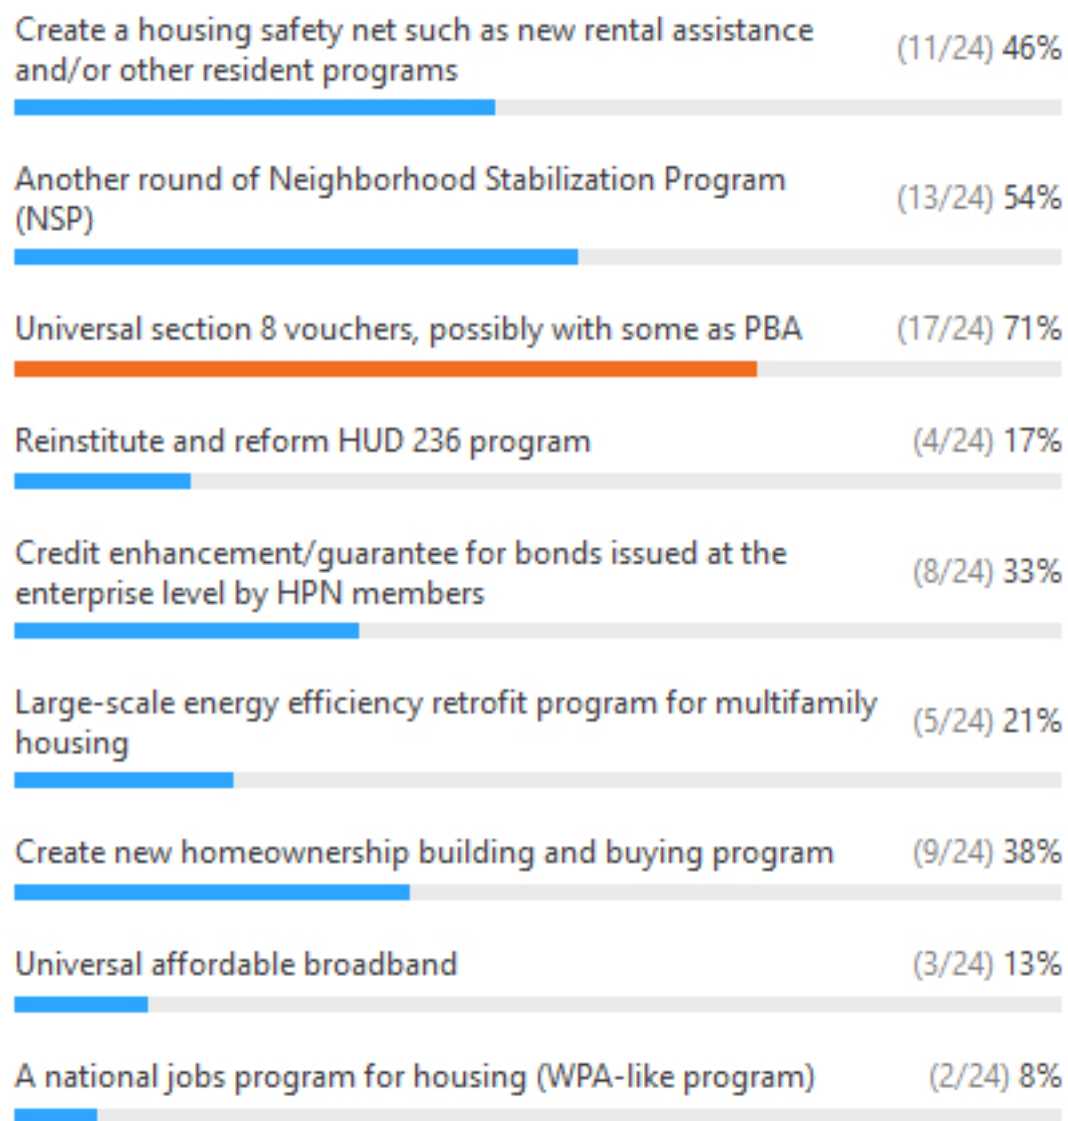 Create a housing safety net such as new rental assistance
and/or other resident programs
(11/24) 46%
Another round of Neighborhood Stabilization Program
(NSP)
(13/24) 54%
Universal section 8 vouchers, possibly with some as PBA
(17/24) 71%
Reinstitute and reform HUD 236 program
(4/24) 17%
Credit enhancement/guarantee for bonds issued at the
enterprise level by HPN members
(8/24) 33%
Large-scale energy efficiency retrofit program for multifamily
housing
(5/24) 21%
Create new homeownership building and buying program
(9/24) 38%
Universal affordable broadband
(3/24) 13%
A national jobs program for housing (WPA-like program)
(2/24) 8%